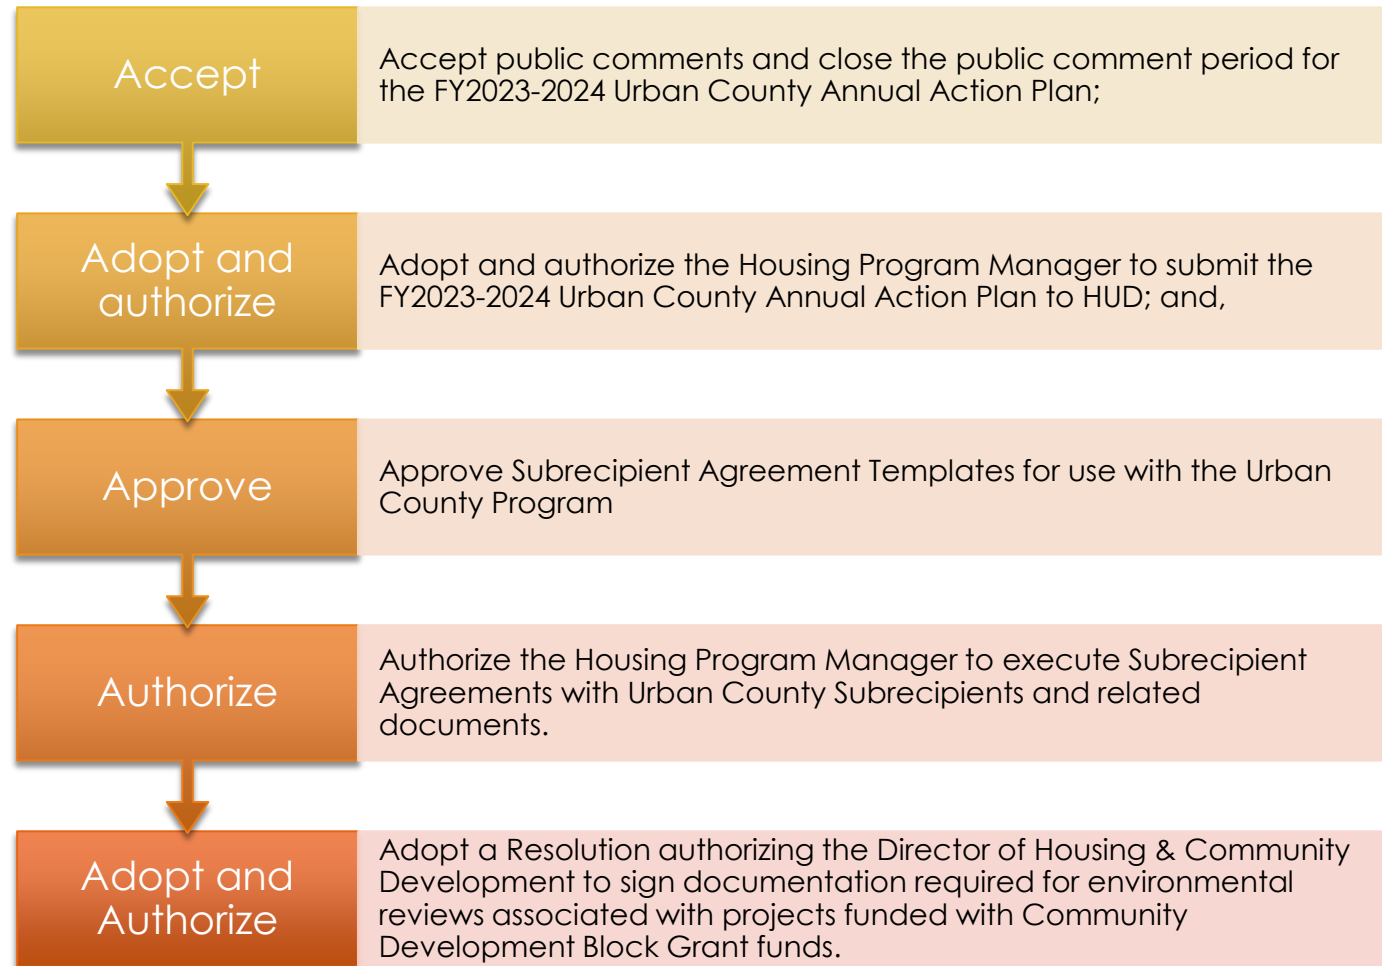 Accept
Accept public comments and close the public comment period for
the FY2023-2024 Urban County Annual Action Plan;
Adopt and
authorize
Adopt and authorize the Housing Program Manager to submit the
FY2023-2024 Urban County Annual Action Plan to HUD; and,
Approve
Approve Subrecipient Agreement Templates for use with the Urban
County Program
Authorize
Authorize the Housing Program Manager to execute Subrecipient
Agreements with Urban County Subrecipients and related
documents.
Adopt and
Authorize
Adopt a Resolution authorizing the Director of Housing & Community
Development to sign documentation required for environmental
reviews associated with projects funded with Community
Development Block Grant funds.